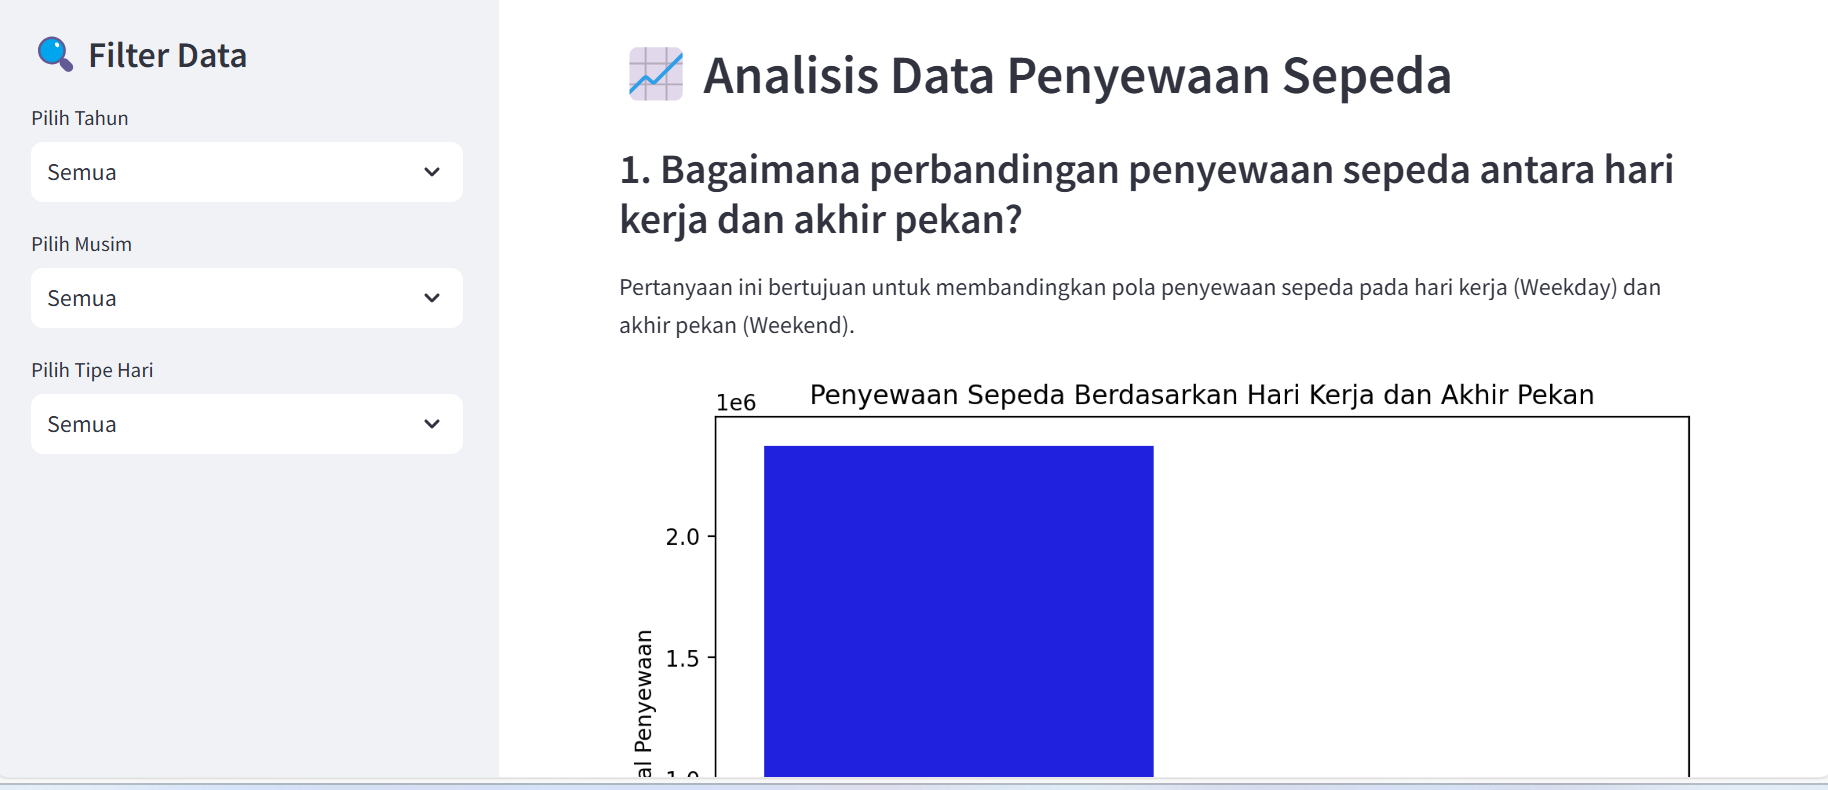 Filter Data
Pilih Tahun
Semua
Pilih Musim
Semua
Pilih Tipe Hari
Semua
Analisis Data Penyewaan Sepeda
1. Bagaimana perbandingan penyewaan sepeda antara hari
kerja dan akhir pekan?
Pertanyaan ini bertujuan untuk membandingkan pola penyewaan sepeda pada hari kerja (Weekday) dan
akhir pekan (Weekend).
Penyewaan Sepeda Berdasarkan Hari Kerja dan Akhir Pekan
1e6
2.0
1.5
1.0
al Penyewaan